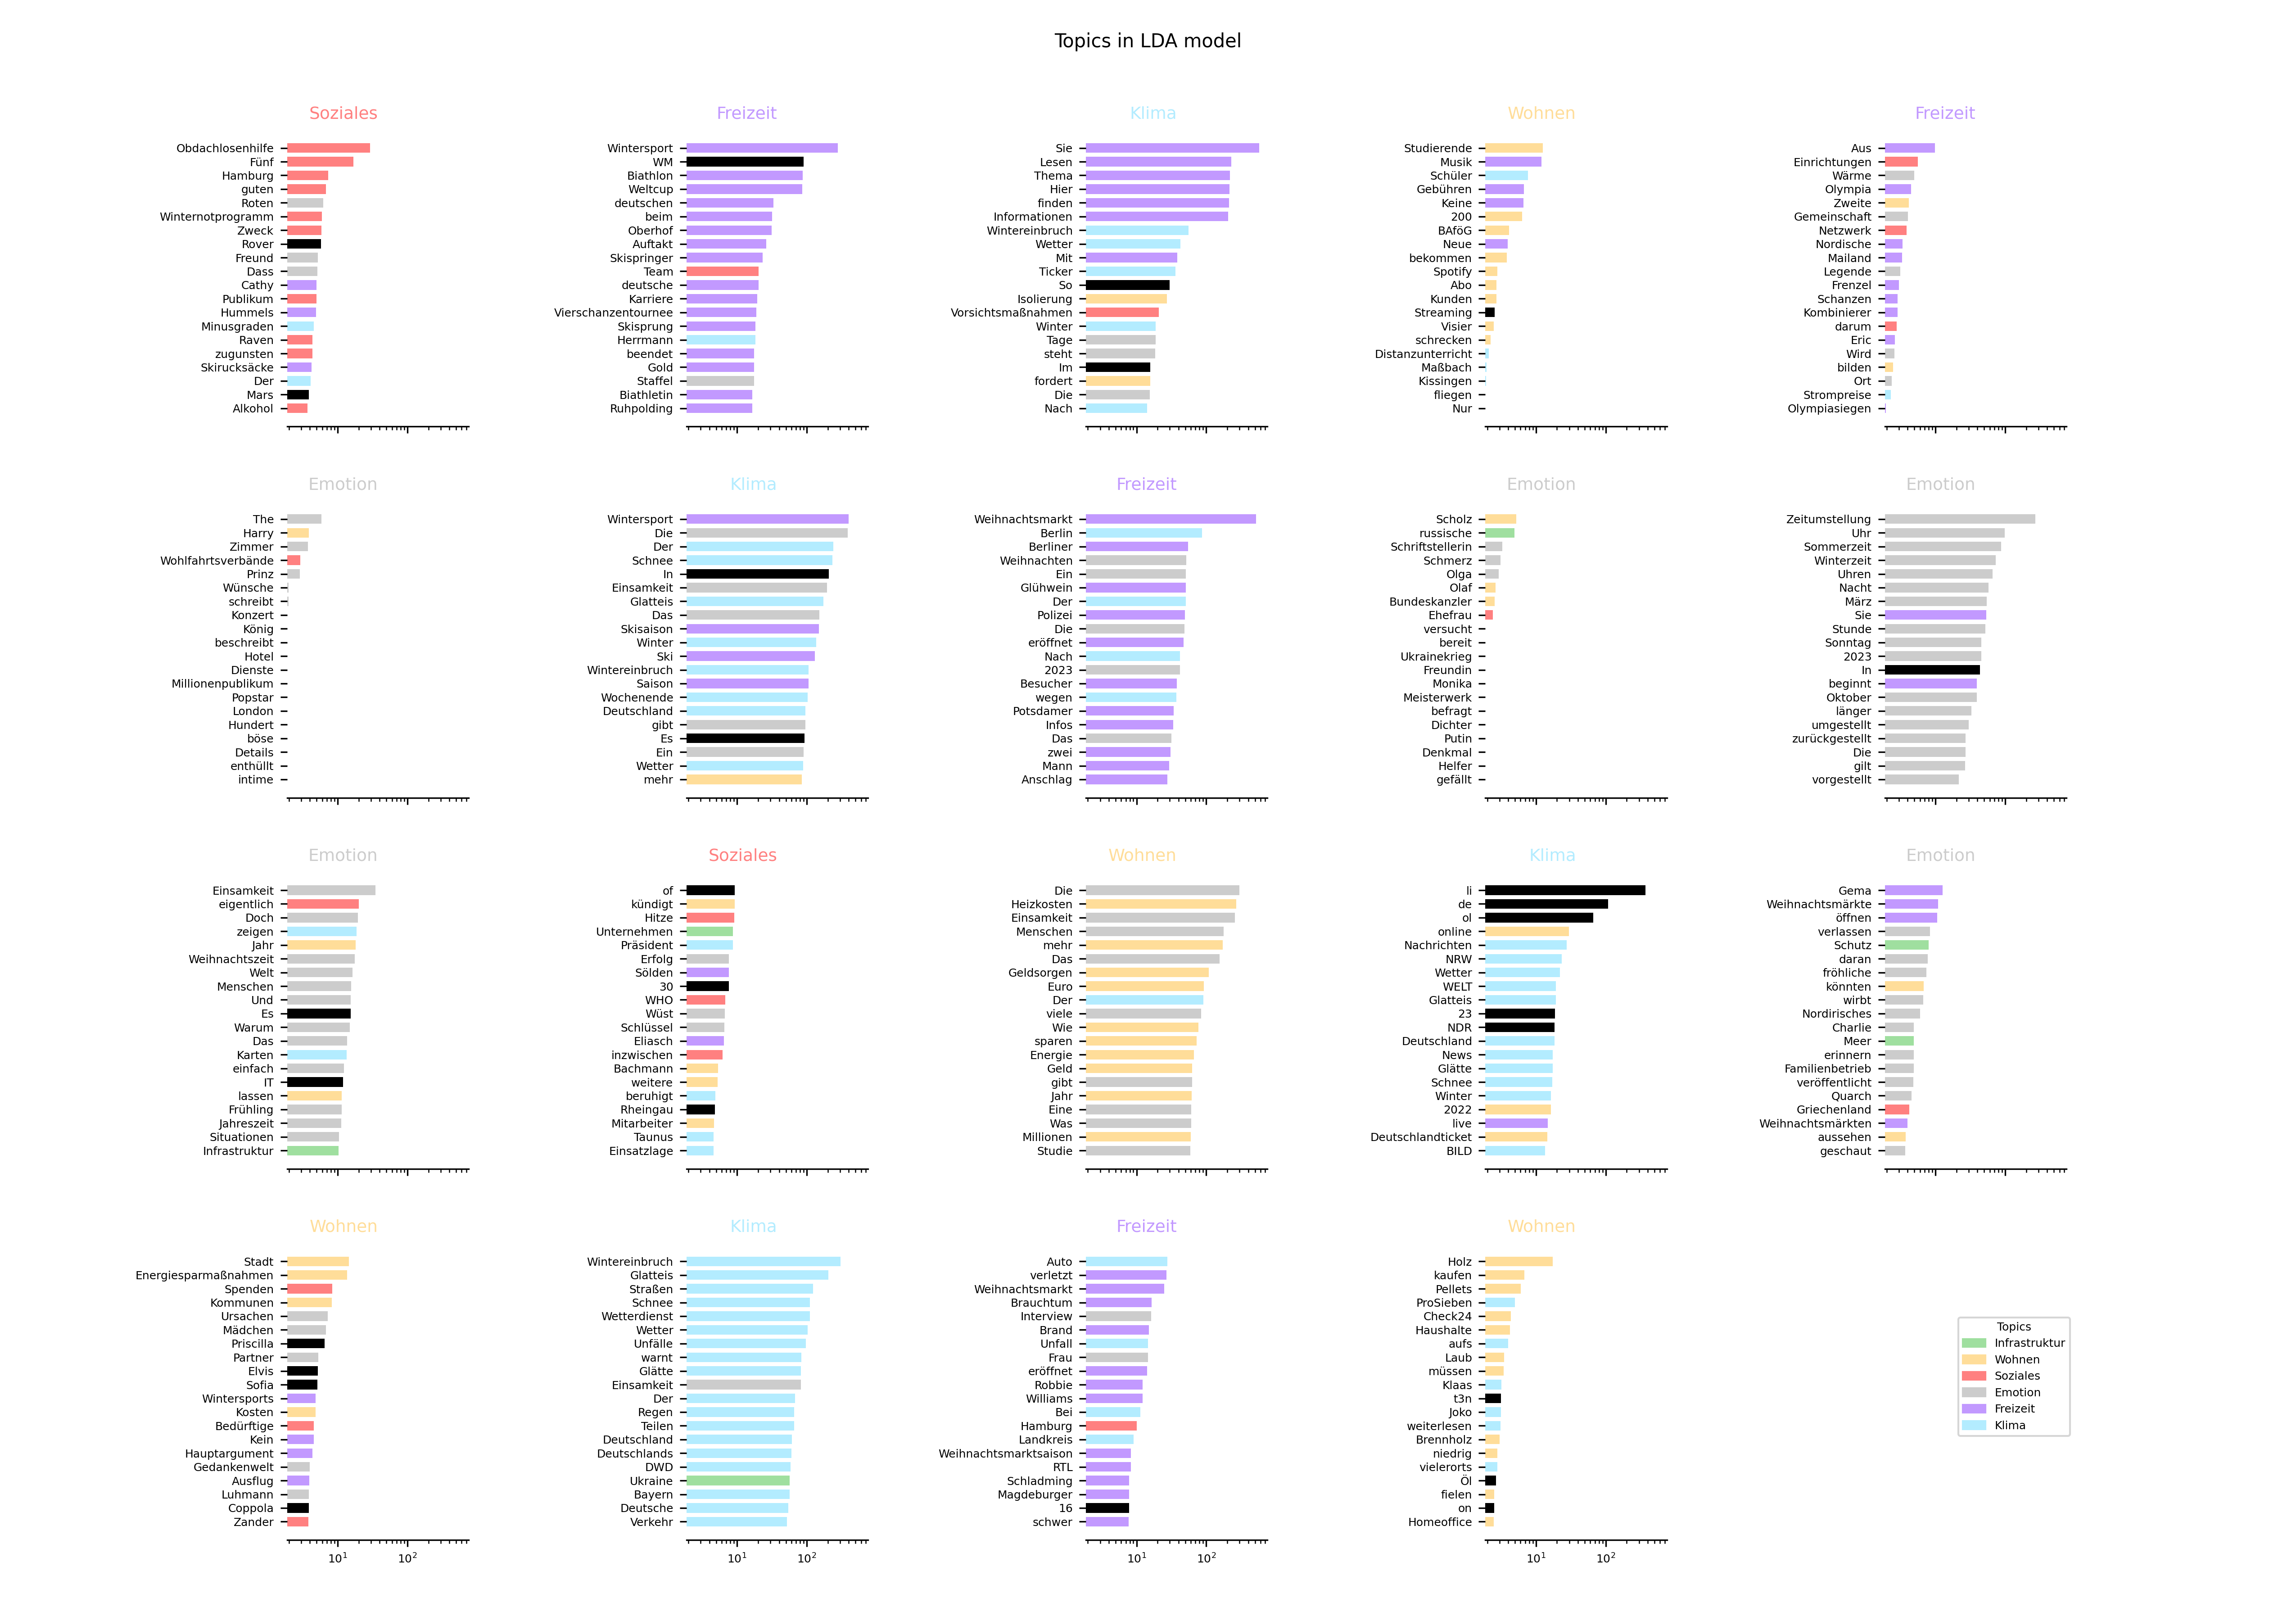 Topics in LDA model
Soziales
Obdachlosenhilfe
Fünf
Hamburg
guten
Roten
Winternotprogramm
Zweck
Rover
Freund
Dass
Cathy
Publikum
Hummels
Minusgraden
Raven
zugunsten
Skirucksäcke
Der
Mars
Alkohol
Freizeit
Wintersport
WM
Biathlon
Weltcup
deutschen
beim
Oberhof
Auftakt
Skispringer
Team
deutsche
Karriere
Vierschanzentournee
Skisprung
Herrmann
beendet
Gold
Staffel
Biathletin
Ruhpolding
Klima
Sie
Lesen
Thema
Hier
finden
Informationen
Wintereinbruch
Wetter
Mit
Ticker
So
Isolierung
Vorsichtsmaßnahmen
Winter
Tage
steht
Im
fordert
Die
Nach
Wohnen
Studierende
Musik
Schüler
Gebühren
Keine
200
BAföG
Neue
bekommen
Spotify
Abo
Kunden
Streaming
Visier
schrecken
Distanzunterricht
Maßbach
Kissingen
fliegen
Nur
Freizeit
Aus
Einrichtungen
Wärme
Olympia
Zweite
Gemeinschaft
Netzwerk
Nordische
Mailand
Legende
Frenzel
Schanzen
Kombinierer
darum
Eric
Wird
bilden
Ort
Strompreise
Olympiasiegen
Emotion
The
Harry
Zimmer
Wohlfahrtsverbände
Prinz
Wünsche
schreibt
Konzert
König
beschreibt
Hotel
Dienste
Millionenpublikum
Popstar
London
Hundert
böse
Details
enthüllt
intime
Klima
Wintersport
Die
Der
Schnee
In
Einsamkeit
Glatteis
Das
Skisaison
Winter
Ski
Wintereinbruch
Saison
Wochenende
Deutschland
gibt
Es
Ein
Wetter
mehr
Freizeit
Weihnachtsmarkt
Berlin
Berliner
Weihnachten
Ein
Glühwein
Der
Polizei
Die
eröffnet
Nach
2023
Besucher
wegen
Potsdamer
Infos
Das
zwei
Mann
Anschlag
Emotion
Scholz
russische
Schriftstellerin
Schmerz
Olga
Olaf
Bundeskanzler
Ehefrau
versucht
bereit
Ukrainekrieg
Freundin
Monika
Meisterwerk
befragt
Dichter
Putin
Denkmal
Helfer
gefällt
Emotion
Zeitumstellung
Uhr
Sommerzeit
Winterzeit
Uhren
Nacht
März
Sie
Stunde
Sonntag
2023
In
beginnt
Oktober
länger
umgestellt
zurückgestellt
Die
gilt
vorgestellt
Emotion
Einsamkeit
eigentlich
Doch
zeigen
Jahr
Weihnachtszeit
Welt
Menschen
Und
Es
Warum
Das
Karten
einfach
IT
lassen
Frühling
Jahreszeit
Situationen
Infrastruktur
Soziales
of
kündigt
Hitze
Unternehmen
Präsident
Erfolg
Sölden
30
WHO
Wüst
Schlüssel
Eliasch
inzwischen
Bachmann
weitere
beruhigt
Rheingau
Mitarbeiter
Taunus
Einsatzlage
Wohnen
Die
Heizkosten
Einsamkeit
Menschen
mehr
Das
Geldsorgen
Euro
Der
viele
Wie
sparen
Energie
Geld
gibt
Jahr
Eine
Was
Millionen
Studie
Klima
li
de
ol
online
Nachrichten
NRW
Wetter
WELT
Glatteis
23
NDR
Deutschland
News
Glätte
Schnee
Winter
2022
live
Deutschlandticket
BILD
Emotion
Gema
Weihnachtsmärkte
öffnen
verlassen
Schutz
daran
fröhliche
könnten
wirbt
Nordirisches
Charlie
Meer
erinnern
Familienbetrieb
veröffentlicht
Quarch
Griechenland
Weihnachtsmärkten
aussehen
geschaut
Wohnen
Stadt
Energiesparmaßnahmen
Spenden
Kommunen
Ursachen
Mädchen
Priscilla
Partner
Elvis
Sofia
Wintersports
Kosten
Bedürftige
Kein
Hauptargument
Gedankenwelt
Ausflug
Luhmann
Coppola
Zander
10¹ 10²
Klima
Wintereinbruch
Glatteis
Straßen
Schnee
Wetterdienst
Wetter
Unfälle
warnt
Glätte
Einsamkeit
Der
Regen
Teilen
Deutschland
Deutschlands
DWD
Ukraine
Bayern
Deutsche
Verkehr
10¹ 10²
Freizeit
Auto
verletzt
Weihnachtsmarkt
Brauchtum
Interview
Brand
Unfall
Frau
eröffnet
Robbie
Williams
Bei
Hamburg
Landkreis
Weihnachtsmarktsaison
RTL
Schladming
Magdeburger
16
schwer
10¹ 10²
Wohnen
Holz
kaufen
Pellets
ProSieben
Check24
Haushalte
aufs
Laub
müssen
Klaas
t3n
Joko
weiterlesen
Brennholz
niedrig
vielerorts
Öl
fielen
on
Homeoffice
10¹ 10²
Topics
Infrastruktur
Wohnen
Soziales
Emotion
Freizeit
Klima